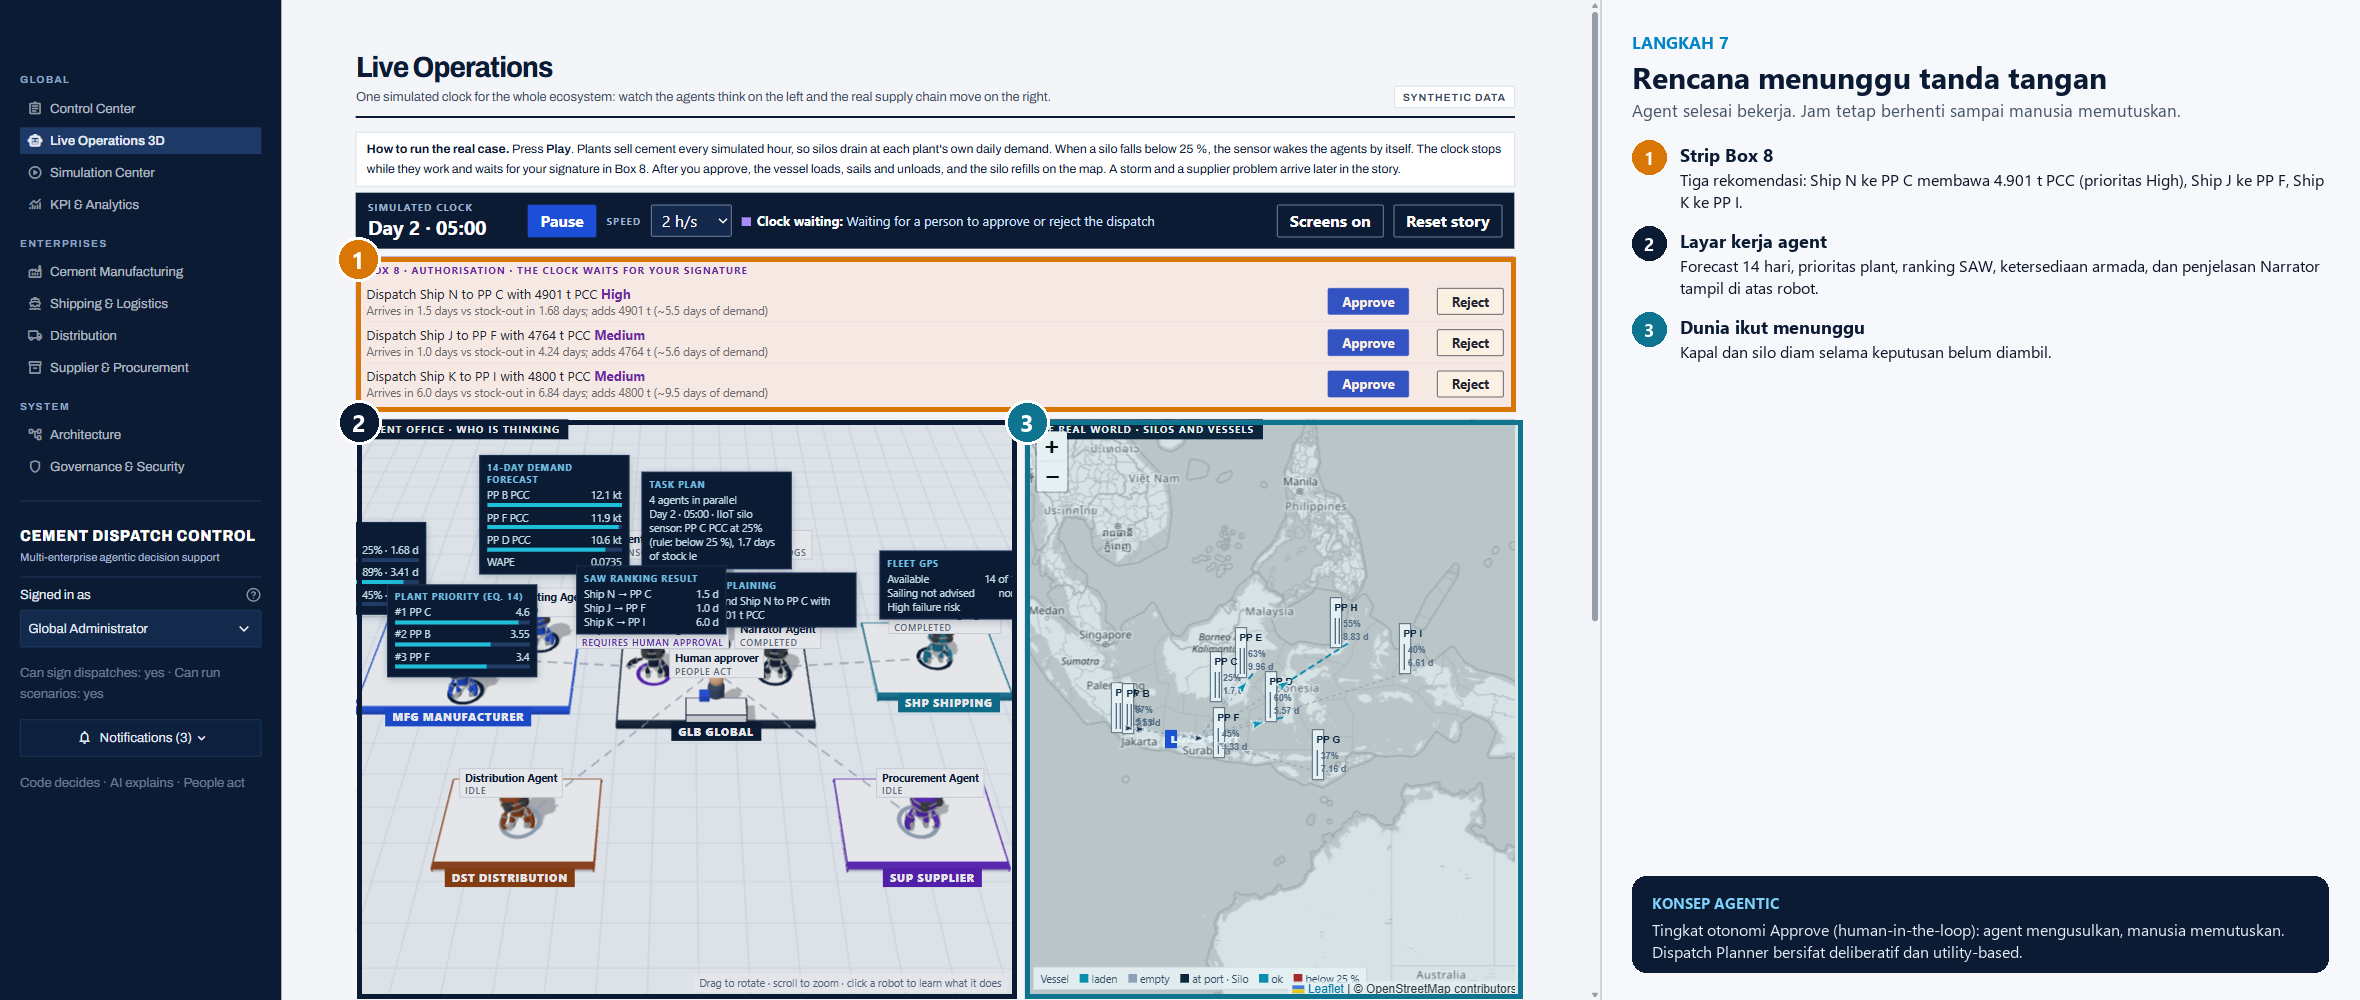 GLOBAL
Control Center
Live Operations 3D
Simulation Center
KPI & Analytics
ENTERPRISES
Cement Manufacturing
Shipping & Logistics
Distribution
Supplier & Procurement
SYSTEM
Architecture
Governance & Security
CEMENT DISPATCH CONTROL
Multi-enterprise agentic decision support
Signed in as
Global Administrator
Can sign dispatches: yes · Can run
scenarios: yes
Notifications (3)
Code decides · AI explains · People act
Live Operations
One simulated clock for the whole ecosystem: watch the agents think on the left and the real supply chain move on the right.
SYNTHETIC DATA
How to run the real case. Press Play. Plants sell cement every simulated hour, so silos drain at each plant's own daily demand. When a silo falls below 25 %, the sensor wakes the agents by itself. The clock stops
while they work and waits for your signature in Box 8. After you approve, the vessel loads, sails and unloads, and the silo refills on the map. A storm and a supplier problem arrive later in the story.
SIMULATED CLOCK
Day 2 · 05:00
Pause
SPEED
2 h/s
Clock waiting: Waiting for a person to approve or reject the dispatch
Screens on
Reset story
1
OX 8 · AUTHORISATION · THE CLOCK WAITS FOR YOUR SIGNATURE
Dispatch Ship N to PP C with 4901 t PCC High
Arrives in 1.5 days vs stock-out in 1.68 days; adds 4901 t (~5.5 days of demand)
Approve
Reject
Dispatch Ship J to PP F with 4764 t PCC Medium
Arrives in 1.0 days vs stock-out in 4.24 days; adds 4764 t (~5.6 days of demand)
Approve
Reject
Dispatch Ship K to PP I with 4800 t PCC Medium
Arrives in 6.0 days vs stock-out in 6.84 days; adds 4800 t (~9.5 days of demand)
Approve
Reject
2
ENT OFFICE · WHO IS THINKING
14-DAY DEMAND
FORECAST
PP B PCC 12.1 kt
PP F PCC 11.9 kt
PP D PCC 10.6 kt
WAPE 0.0735
TASK PLAN
4 agents in parallel
Day 2 · 05:00 · IIoT silo
sensor: PP C PCC at 25%
(rule: below 25 %), 1.7 days
of stock le
25% · 1.68 d
89% · 3.41 d
45% ·
PLANT PRIORITY (EQ. 14)
#1 PP C 4.6
#2 PP B 3.55
#3 PP F 3.4
SAW RANKING RESULT
Ship N → PP C 1.5 d
Ship J → PP F 1.0 d
Ship K → PP I 6.0 d
PLAINING
nd Ship N to PP C with
01 t PCC
FLEET GPS
Available 14 of
Sailing not advised
High failure risk
COMPLETED
REQUIRES HUMAN APPROVAL
Narrator Agent
COMPLETED
Human approver
PEOPLE ACT
MFG MANUFACTURER
GLB GLOBAL
SHP SHIPPING
Distribution Agent
IDLE
Procurement Agent
IDLE
DST DISTRIBUTION
SUP SUPPLIER
Drag to rotate · scroll to zoom · click a robot to learn what it does
3
REAL WORLD · SILOS AND VESSELS
+
−
Việt Nam
Manila
Philippines
ประเทศไทย
Medan
Malaysia
Singapore
Sumatra
Borneo
Jakarta
PP H
55%
8.83 d
PP I
40%
6.61 d
PP E
63%
9.96 d
PP C
25%
PP D
60%
5.57 d
PP F
45%
PP G
37%
7.16 d
Vessel laden empty at port · Silo ok below 25 %
Australia
Leaflet | © OpenStreetMap contributors
LANGKAH 7
Rencana menunggu tanda tangan
Agent selesai bekerja. Jam tetap berhenti sampai manusia memutuskan.
1
Strip Box 8
Tiga rekomendasi: Ship N ke PP C membawa 4.901 t PCC (prioritas High), Ship J ke PP F, Ship
K ke PP I.
2
Layar kerja agent
Forecast 14 hari, prioritas plant, ranking SAW, ketersediaan armada, dan penjelasan Narrator
tampil di atas robot.
3
Dunia ikut menunggu
Kapal dan silo diam selama keputusan belum diambil.
KONSEP AGENTIC
Tingkat otonomi Approve (human-in-the-loop): agent mengusulkan, manusia memutuskan.
Dispatch Planner bersifat deliberatif dan utility-based.